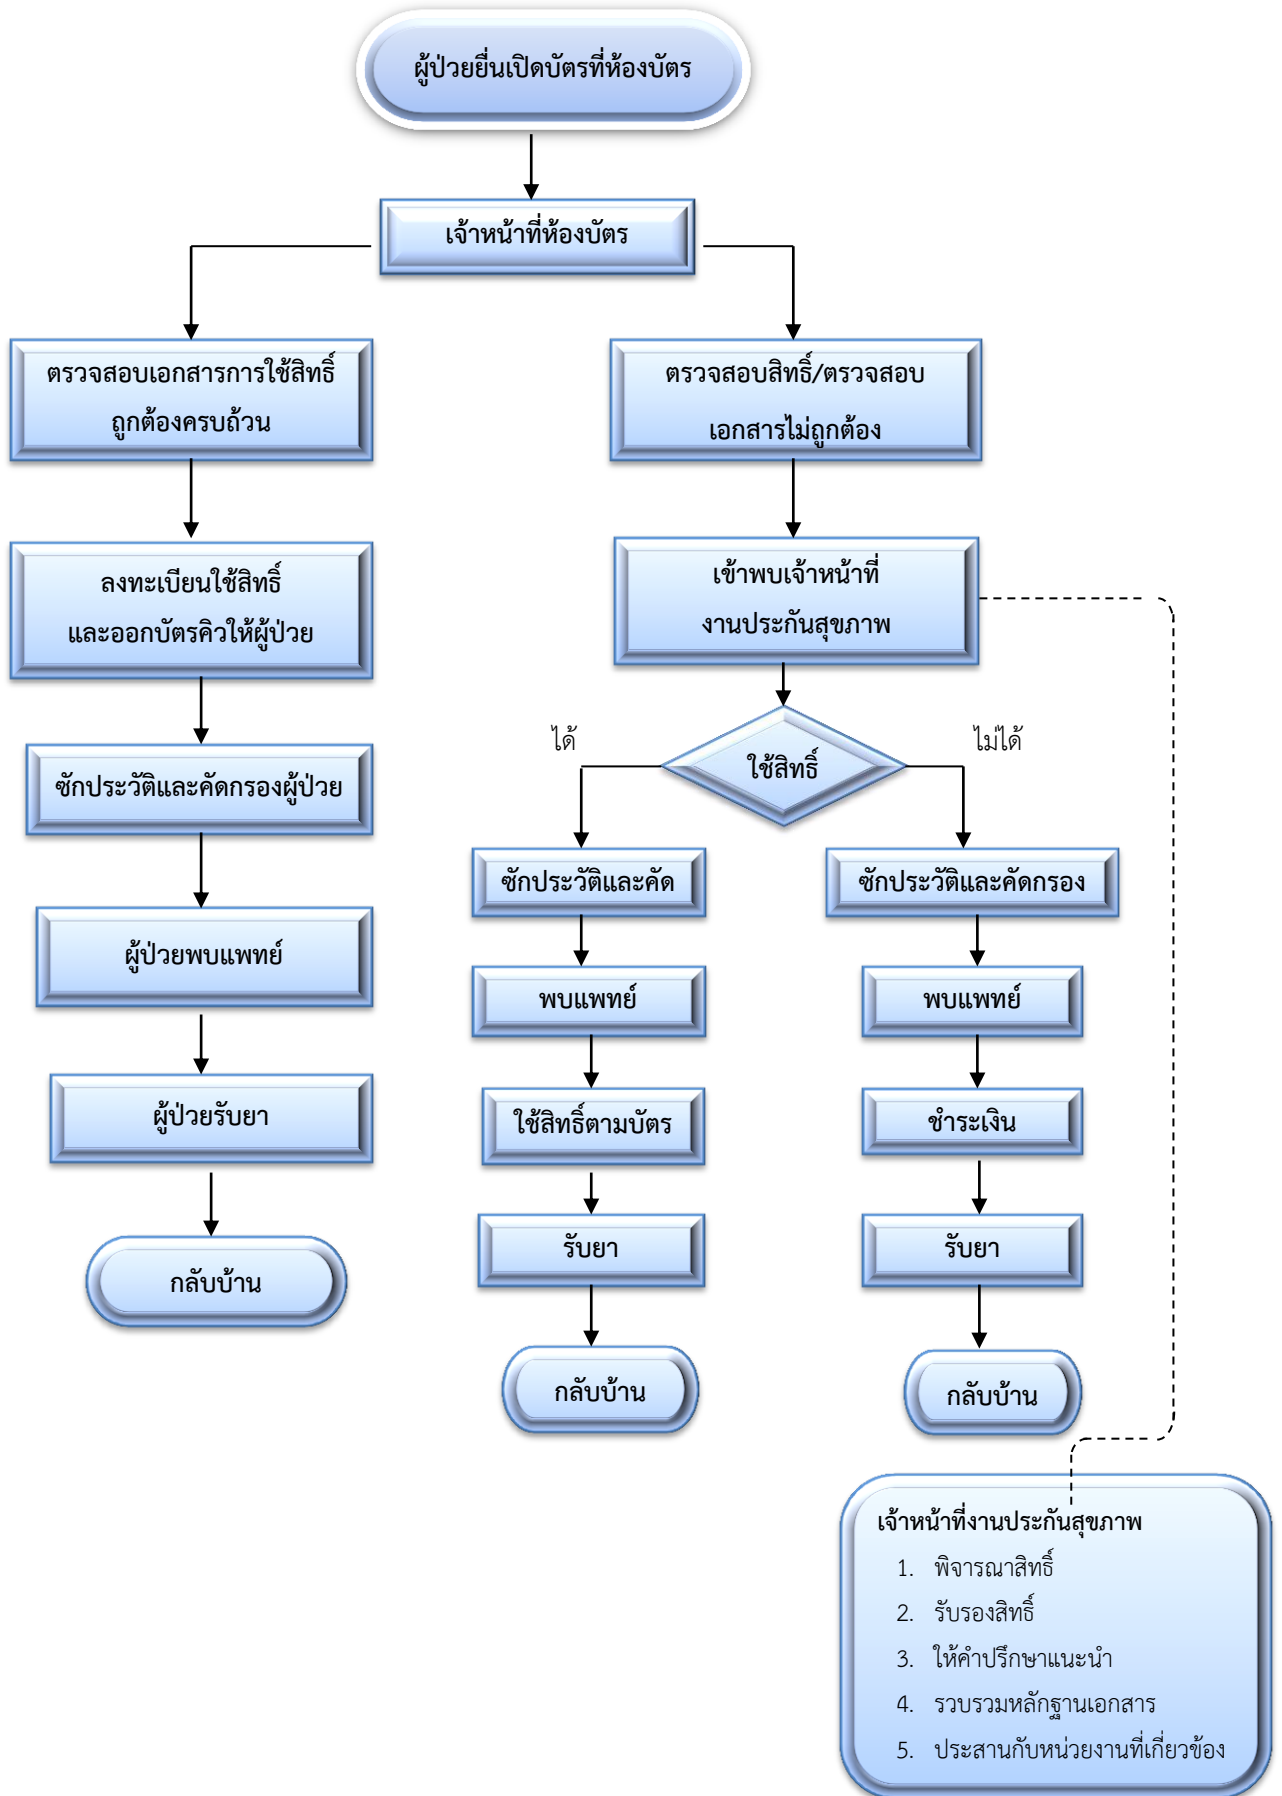 ผู้ป่วยยื่นเปิดบัตรที่ห้องบัตร
เจ้าหน้าที่ห้องบัตร
ตรวจสอบเอกสารการใช้สิทธิ์
ถูกต้องครบถ้วน
ตรวจสอบสิทธิ์/ตรวจสอบ
เอกสารไม่ถูกต้อง
ลงทะเบียนใช้สิทธิ์
และออกบัตรคิวให้ผู้ป่วย
เข้าพบเจ้าหน้าที่
งานประกันสุขภาพ
ได้
ใช้สิทธิ์
ไม่ได้
ซักประวัติและคัดกรองผู้ป่วย
ซักประวัติและคัด
ซักประวัติและคัดกรอง
ผู้ป่วยพบแพทย์
พบแพทย์
พบแพทย์
ผู้ป่วยรับยา
ใช้สิทธิ์ตามบัตร
ชำระเงิน
รับยา
รับยา
กลับบ้าน
กลับบ้าน
กลับบ้าน
เจ้าหน้าที่งานประกันสุขภาพ
1. พิจารณาสิทธิ์
2. รับรองสิทธิ์
3. ให้คำปรึกษาแนะนำ
4. รวบรวมหลักฐานเอกสาร
5. ประสานกับหน่วยงานที่เกี่ยวข้อง